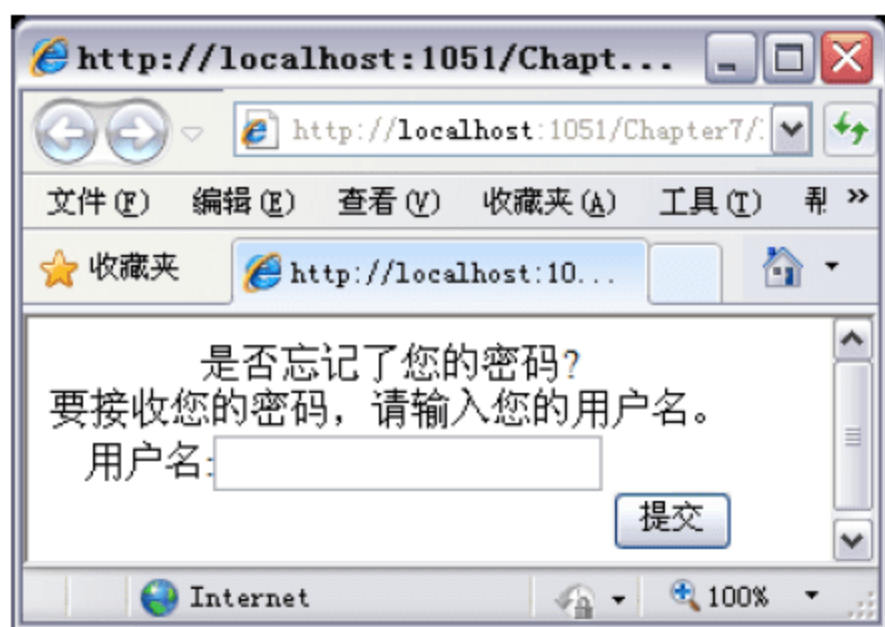 http://localhost:1051/Chapt...
http://localhost:1051/Chapter7/
文件(F) 编辑(E) 查看(V) 收藏夹(A) 工具(T) »
收藏夹 http://localhost:10...
是否忘记了您的密码?
要接收您的密码，请输入您的用户名。
用户名:
提交
Internet 100%